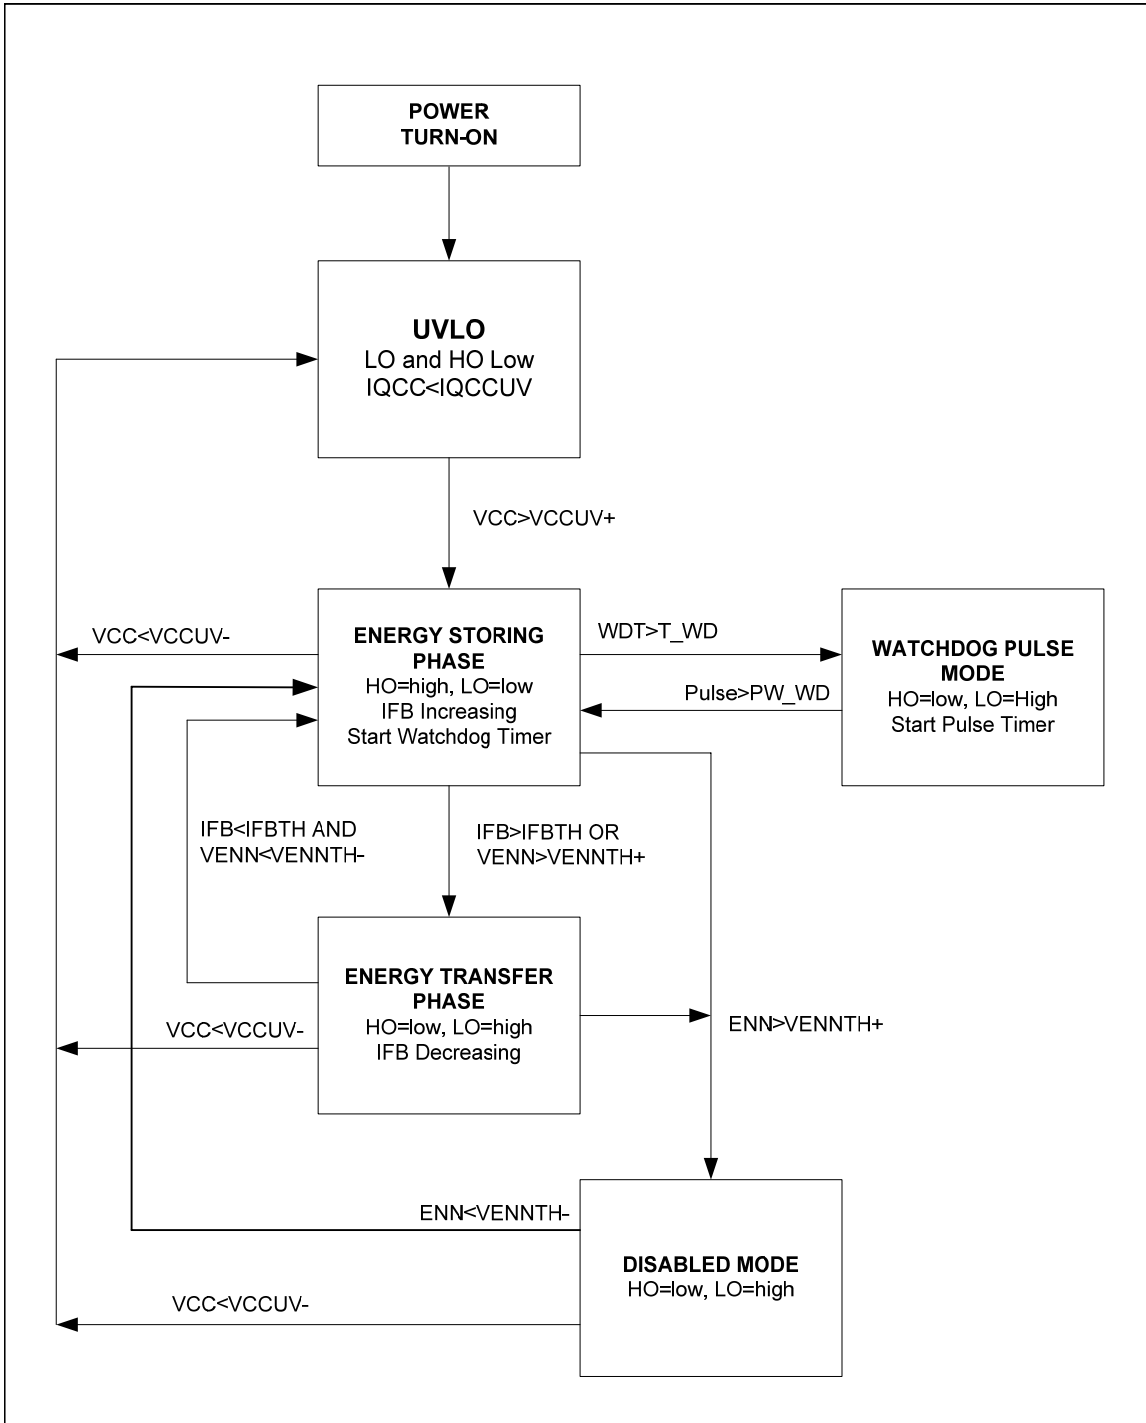 POWER
TURN-ON
UVLO
LO and HO Low
IQCC<IQCCUV
VCC>VCCUV+
VCC<VCCUV-
ENERGY STORING
PHASE
HO=high, LO=low
IFB Increasing
Start Watchdog Timer
WDT>T_WD
Pulse>PW_WD
WATCHDOG PULSE
MODE
HO=low, LO=High
Start Pulse Timer
IFB<IFBTH AND
VENN<VENNTH-
IFB>IFBTH OR
VENN>VENNTH+
ENERGY TRANSFER
PHASE
HO=low, LO=high
IFB Decreasing
VCC<VCCUV-
ENN>VENNTH+
ENN<VENNTH-
DISABLED MODE
HO=low, LO=high
VCC<VCCUV-